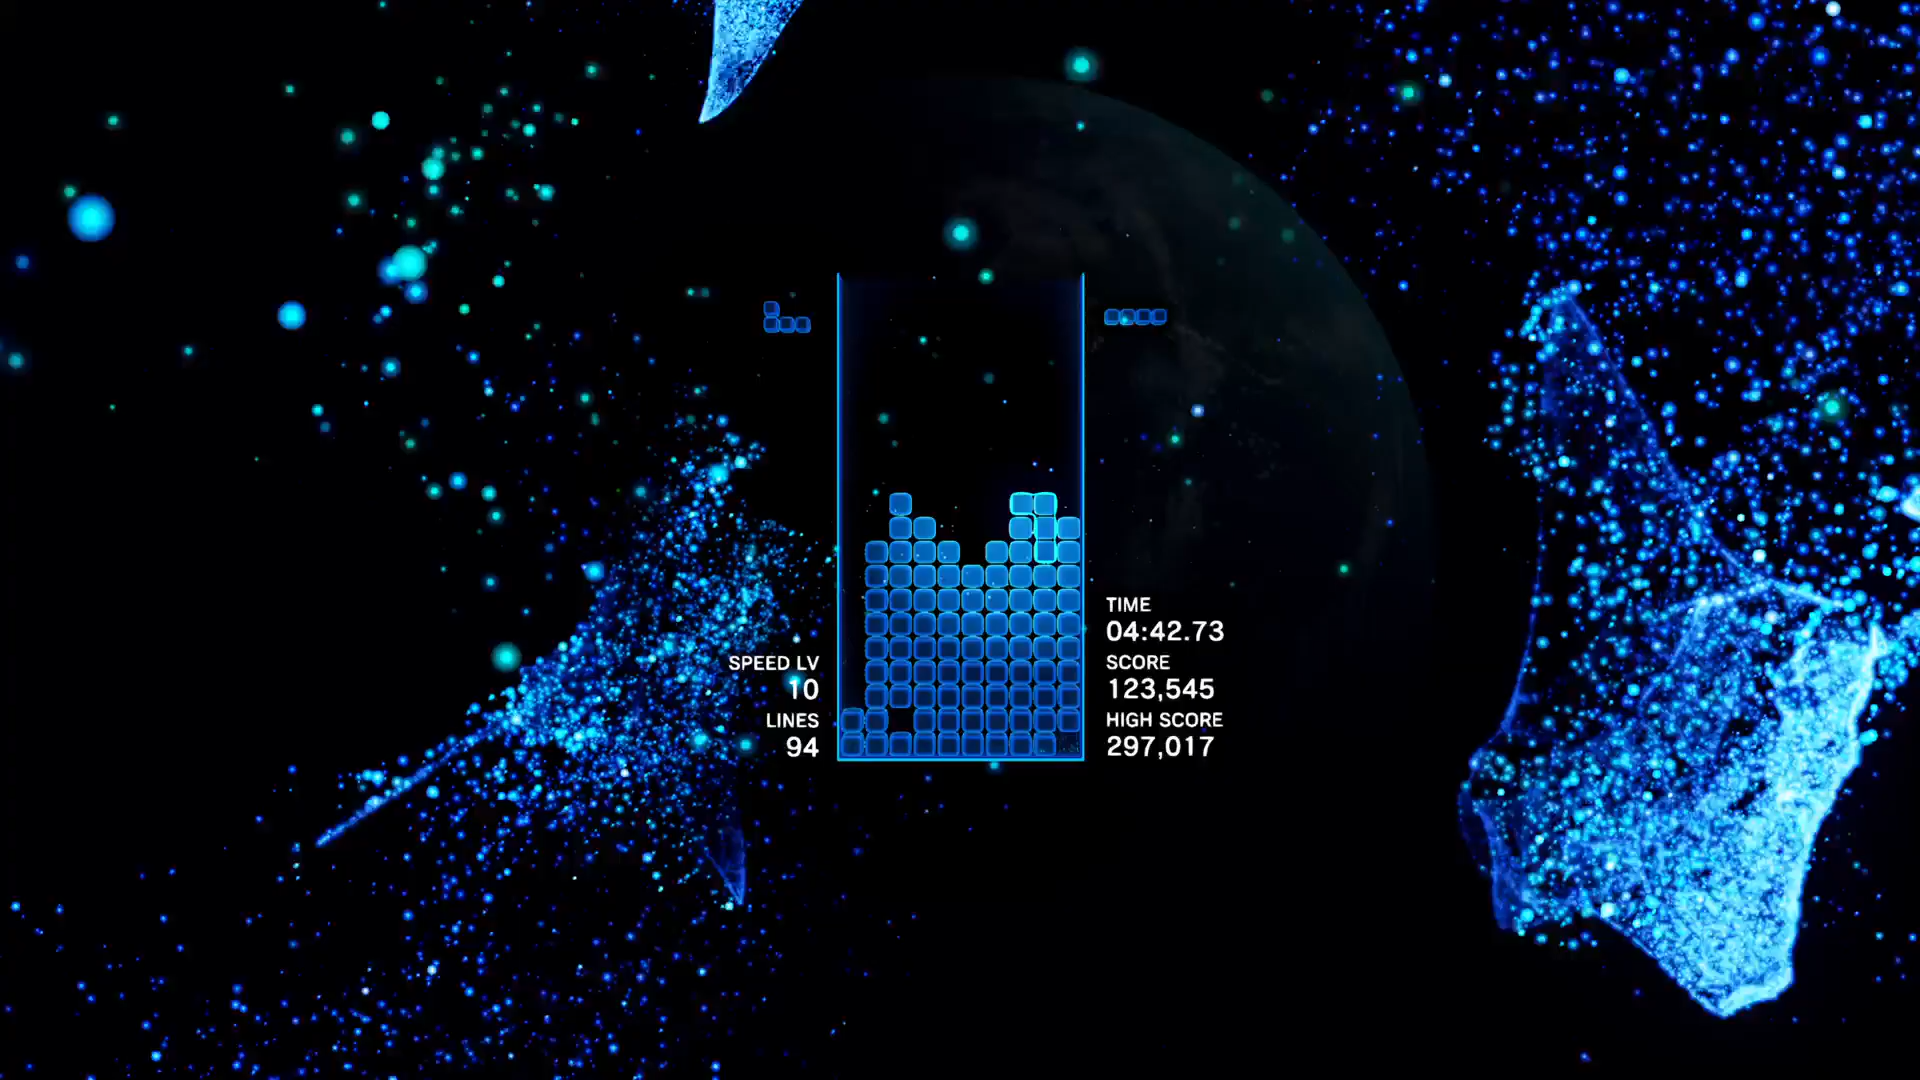 SPEED LV
10
LINES
94
TIME
04:42.73
SCORE
123,545
HIGH SCORE
297,017